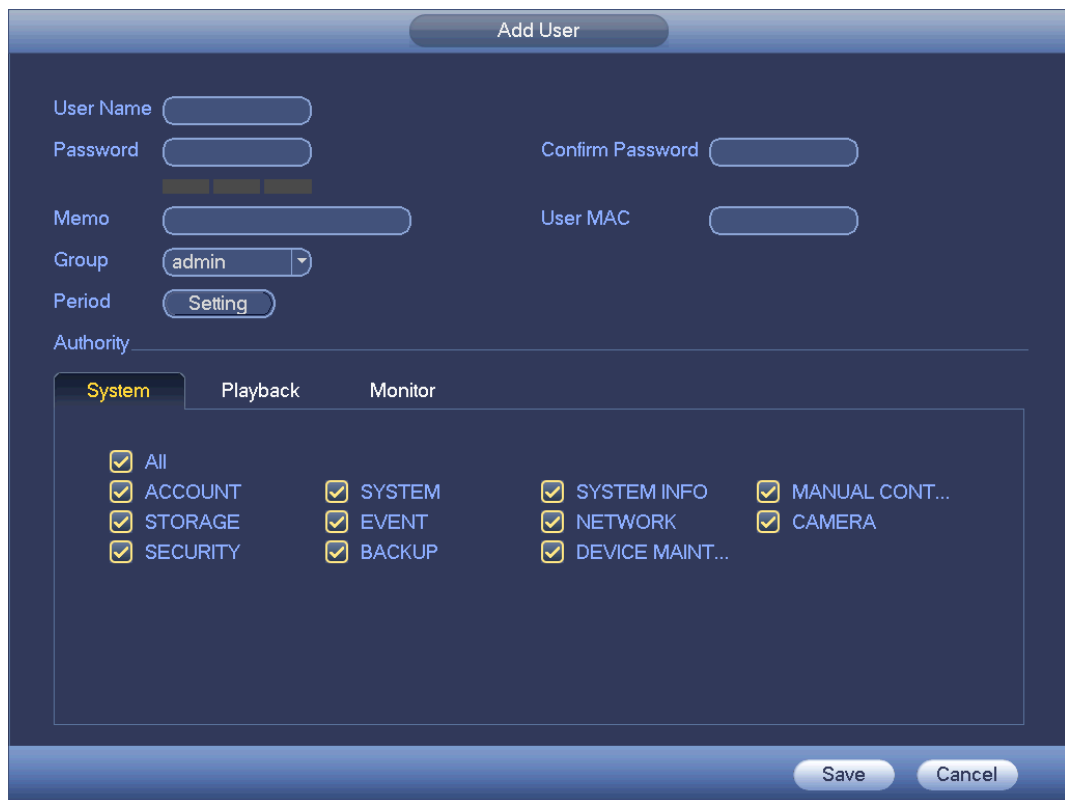 Add User
User Name
Password Confirm Password
Memo User MAC
Group admin
Period Setting
Authority
System Playback Monitor
All
ACCOUNT SYSTEM SYSTEM INFO MANUAL CONT...
STORAGE EVENT NETWORK CAMERA
SECURITY BACKUP DEVICE MAINT...
Save Cancel